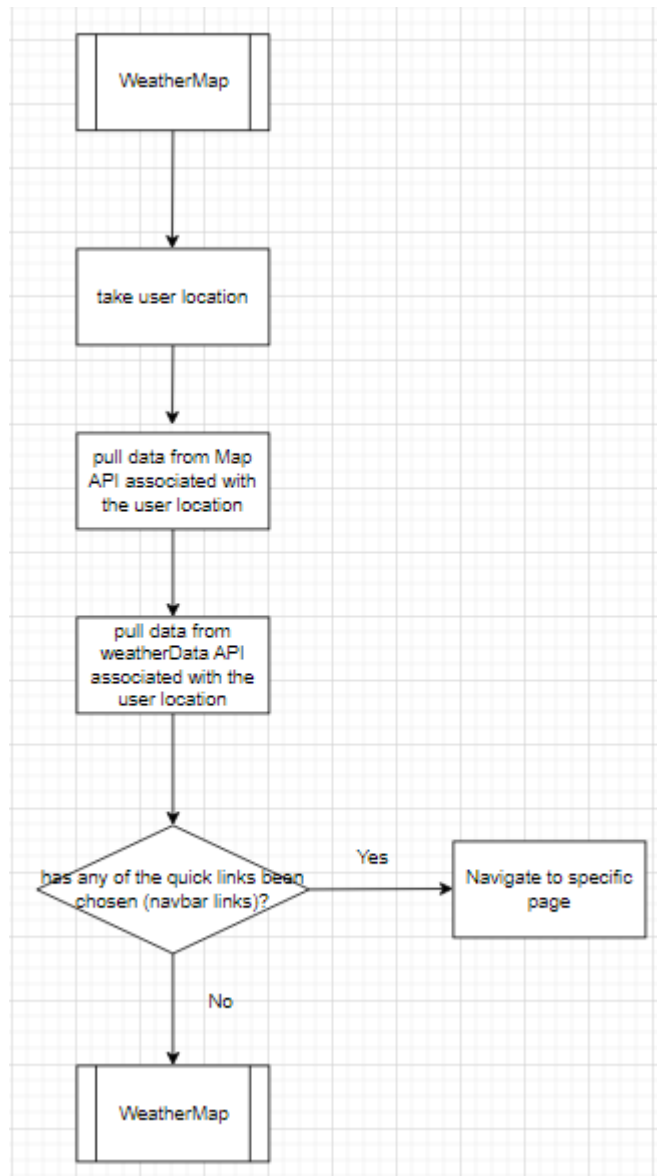 WeatherMap
take user location
pull data from Map
API associated with
the user location
pull data from
weatherData API
associated with the
user location
has any of the quick links been
chosen (navbar links)?
Yes
Navigate to specific
page
No
WeatherMap